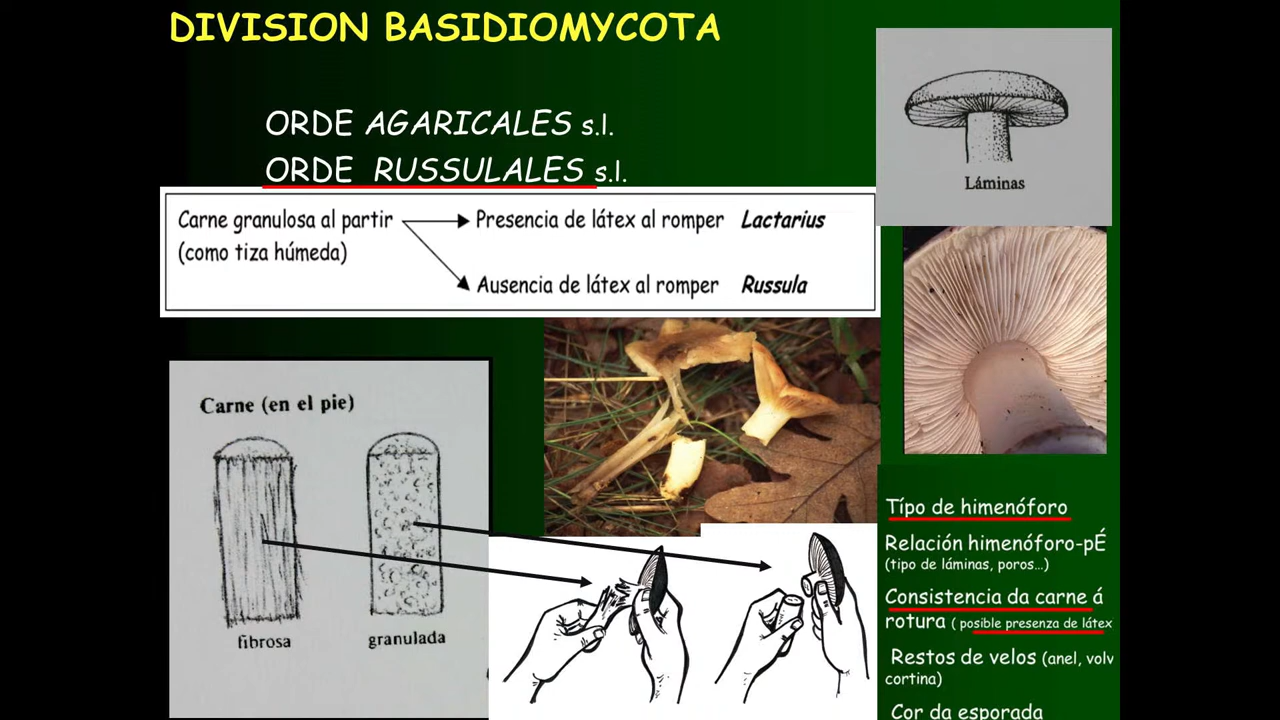 DIVISION BASIDIOMYCOTA
ORDE AGARICALES s.l.
ORDE RUSSULALES s.l.
Carne granulosa al partir
(como tiza húmeda)
Presencia de látex al romper Lactarius
Ausencia de látex al romper Russula
Láminas
Carne (en el pie)
fibrosa
granulada
Típo de himenóforo
Relación himenóforo-pÉ
(tipo de láminas, poros...)
Consistencia da carne á
rotura ( posible presenza de látex
Restos de velos (anel, volv
cortina)
Cor da esporada